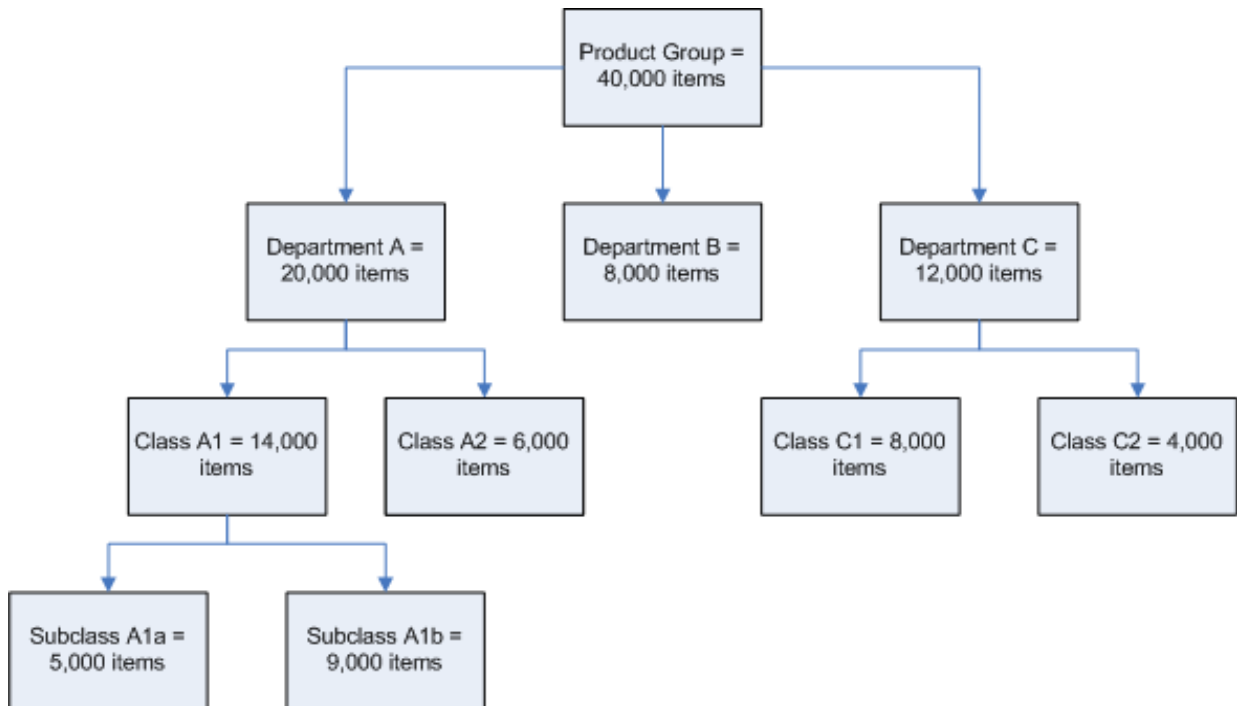 Product Group =
40,000 items
Department A =
20,000 items
Department B =
8,000 items
Department C =
12,000 items
Class A1 = 14,000
items
Class A2 = 6,000
items
Class C1 = 8,000
items
Class C2 = 4,000
items
Subclass A1a =
5,000 items
Subclass A1b =
9,000 items